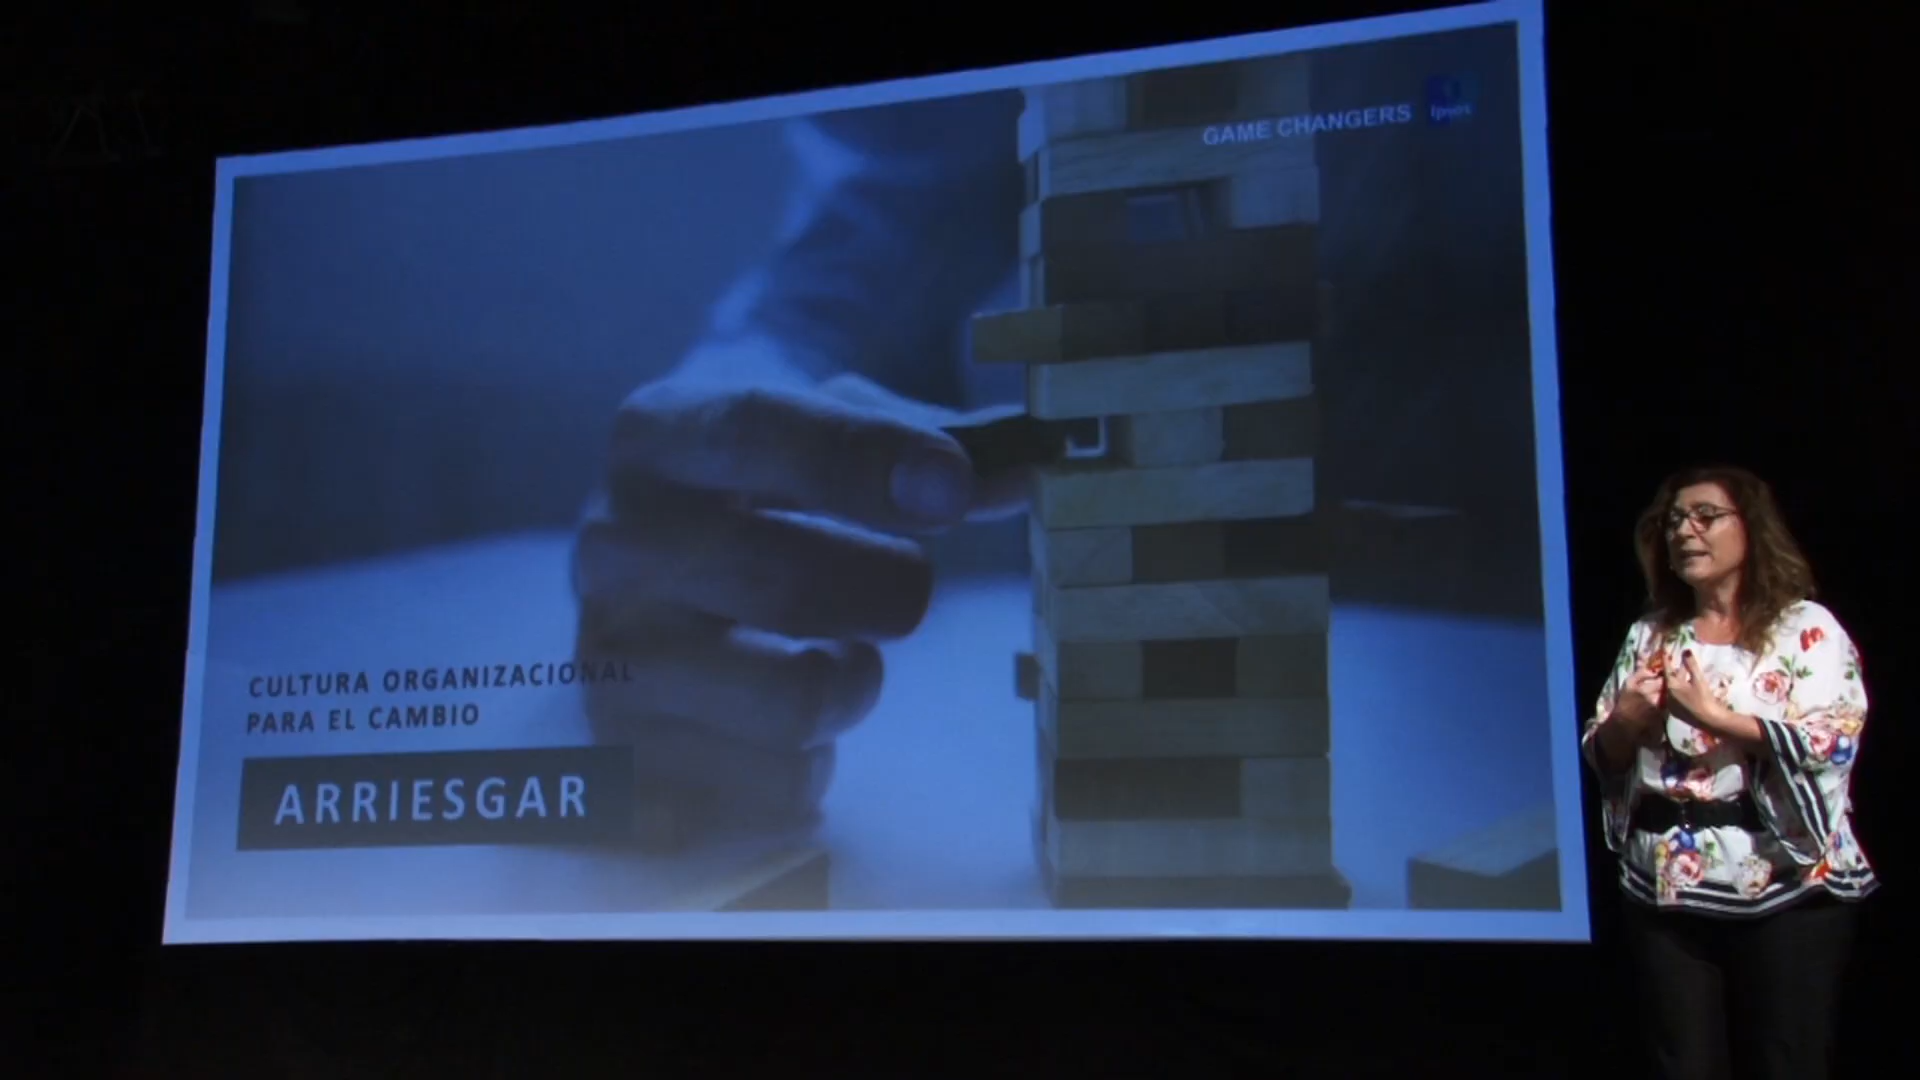 GAME CHANGERS
Ipsos
CULTURA ORGANIZACIONAL
PARA EL CAMBIO
ARRIESGAR